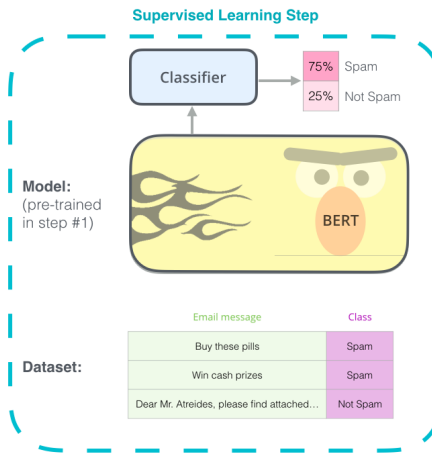 Supervised Learning Step
Classifier
75% Spam
25% Not Spam
Model:
(pre-trained
in step #1)
BERT
Email message Class
Buy these pills Spam
Win cash prizes Spam
Dear Mr. Atreides, please find attached… Not Spam
Dataset: